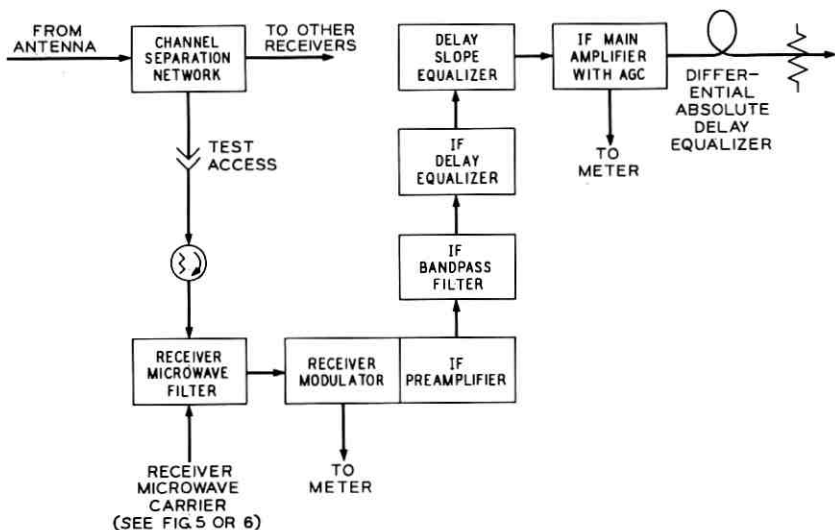 FROM
ANTENNA
CHANNEL
SEPARATION
NETWORK
TO OTHER
RECEIVERS
TEST
ACCESS
RECEIVER
MICROWAVE
FILTER
RECEIVER
MICROWAVE
CARRIER
(SEE FIG. 5 OR 6)
RECEIVER
MODULATOR
TO
METER
IF
PREAMPLIFIER
IF
BANDPASS
FILTER
IF
DELAY
EQUALIZER
DELAY
SLOPE
EQUALIZER
IF MAIN
AMPLIFIER
WITH AGC
TO
METER
DIFFER-
ENTIAL
ABSOLUTE
DELAY
EQUALIZER